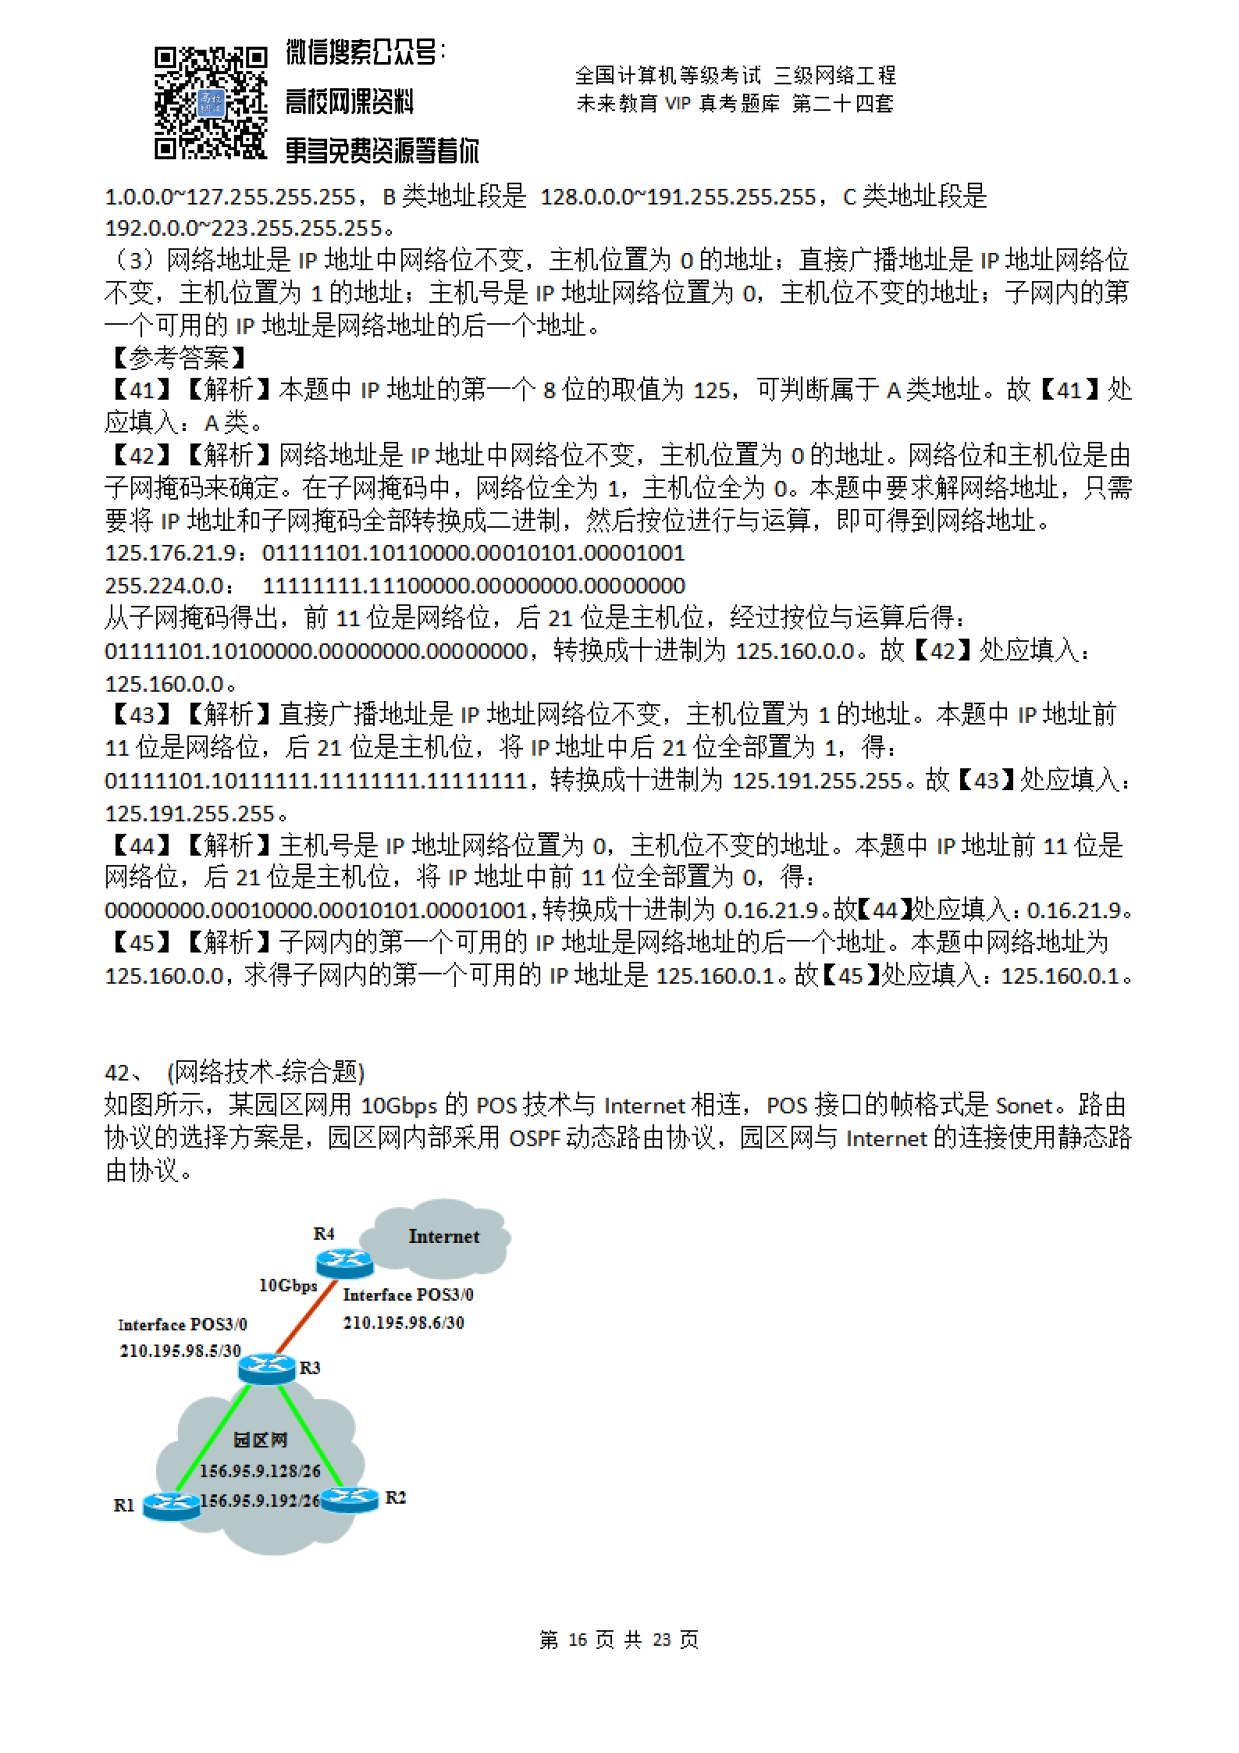 微信搜索公众号：
高校网课资料
更多免费资源等着你
全国计算机等级考试 三级网络工程
未来教育 VIP 真考题库 第二十四套
1.0.0.0~127.255.255.255，B 类地址段是 128.0.0.0~191.255.255.255，C 类地址段是
192.0.0.0~223.255.255.255。
（3）网络地址是 IP 地址中网络位不变，主机位置为 0 的地址；直接广播地址是 IP 地址网络位
不变，主机位置为 1 的地址；主机号是 IP 地址网络位置为 0，主机位不变的地址；子网内的第
一个可用的 IP 地址是网络地址的后一个地址。
【参考答案】
【41】【解析】本题中 IP 地址的第一个 8 位的取值为 125，可判断属于 A 类地址。故【41】处
应填入：A 类。
【42】【解析】网络地址是 IP 地址中网络位不变，主机位置为 0 的地址。网络位和主机位是由
子网掩码来确定。在子网掩码中，网络位全为 1，主机位全为 0。本题中要求解网络地址，只需
要将 IP 地址和子网掩码全部转换成二进制，然后按位进行与运算，即可得到网络地址。
125.176.21.9：01111101.10110000.00010101.00001001
255.224.0.0： 11111111.11100000.00000000.00000000
从子网掩码得出，前 11 位是网络位，后 21 位是主机位，经过按位与运算后得：
01111101.10100000.00000000.00000000，转换成十进制为 125.160.0.0。故【42】处应填入：
125.160.0.0。
【43】【解析】直接广播地址是 IP 地址网络位不变，主机位置为 1 的地址。本题中 IP 地址前
11 位是网络位，后 21 位是主机位，将 IP 地址中后 21 位全部置为 1，得：
01111101.10111111.11111111.11111111，转换成十进制为 125.191.255.255。故【43】处应填入：
125.191.255.255。
【44】【解析】主机号是 IP 地址网络位置为 0，主机位不变的地址。本题中 IP 地址前 11 位是
网络位，后 21 位是主机位，将 IP 地址中前 11 位全部置为 0，得：
00000000.00010000.00010101.00001001，转换成十进制为 0.16.21.9。故【44】处应填入：0.16.21.9。
【45】【解析】子网内的第一个可用的 IP 地址是网络地址的后一个地址。本题中网络地址为
125.160.0.0，求得子网内的第一个可用的 IP 地址是 125.160.0.1。故【45】处应填入：125.160.0.1。
42、 (网络技术-综合题)
如图所示，某园区网用 10Gbps 的 POS 技术与 Internet 相连，POS 接口的帧格式是 Sonet。路由
协议的选择方案是，园区网内部采用 OSPF 动态路由协议，园区网与 Internet 的连接使用静态路
由协议。
R4
Internet
10Gbps
Interface POS3/0
210.195.98.6/30
Interface POS3/0
210.195.98.5/30
R3
园区网
156.95.9.128/26
R1
156.95.9.192/26
R2
第 16 页 共 23 页